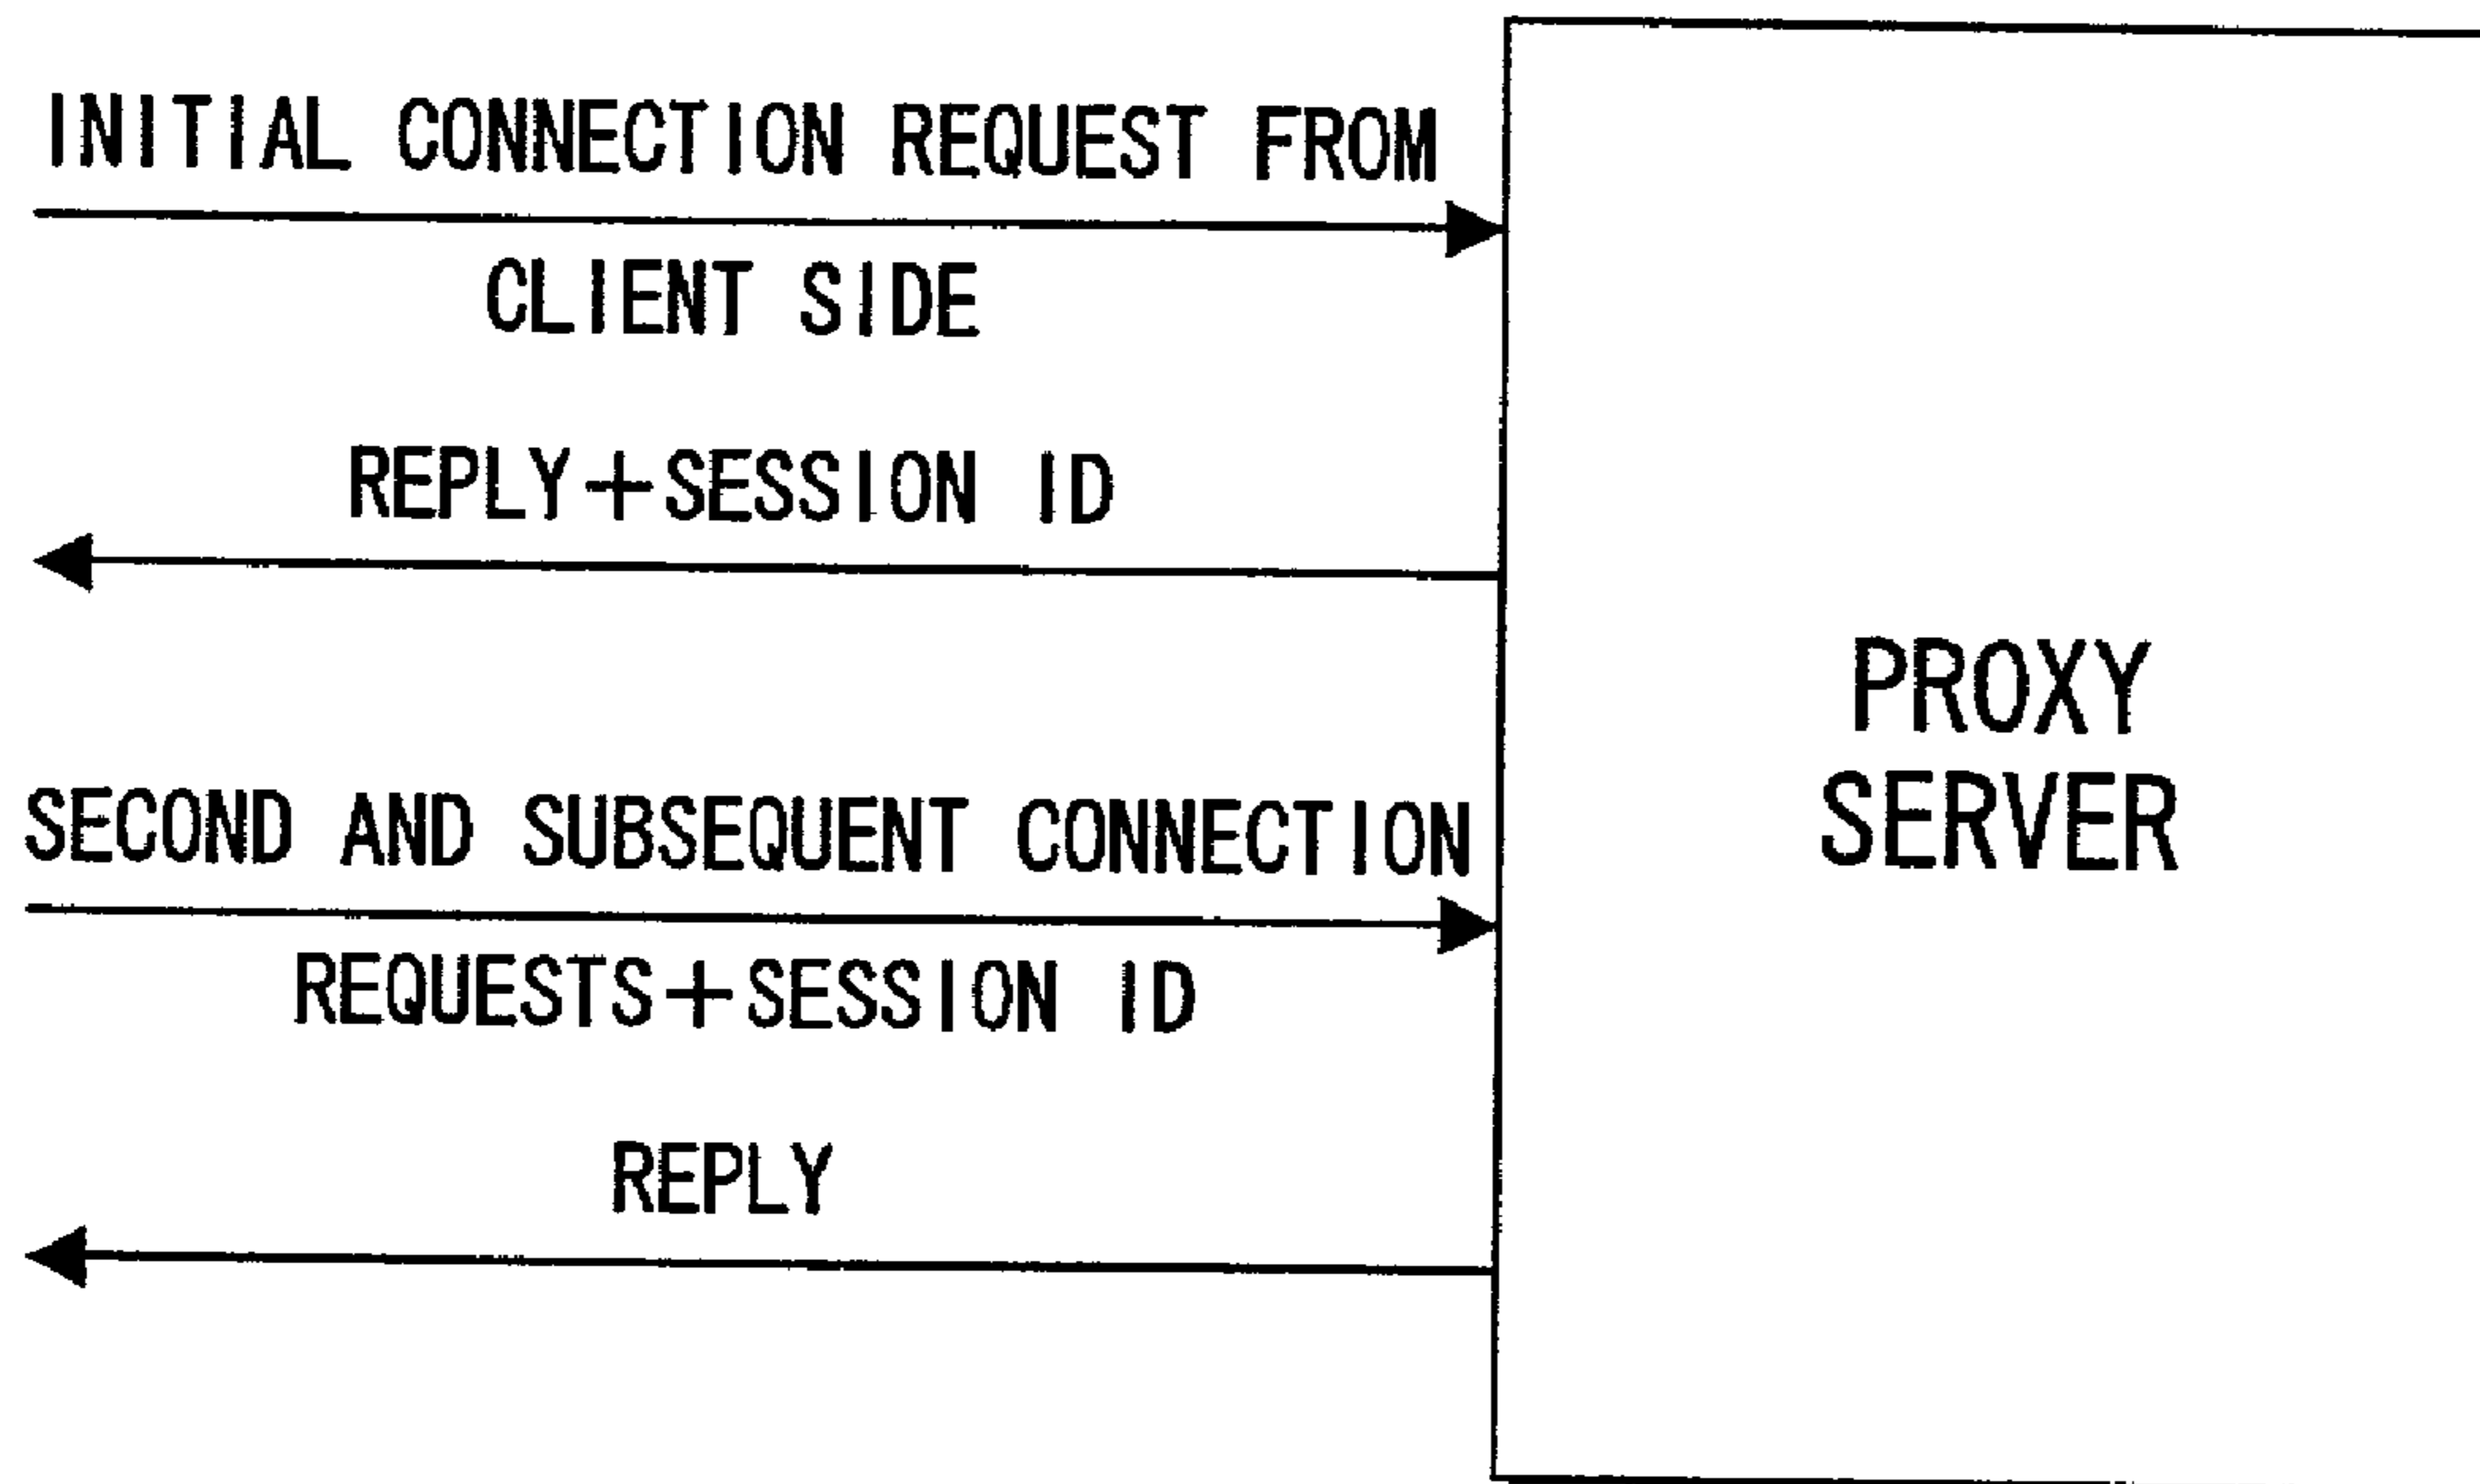 INITIAL CONNECTION REQUEST FROM
CLIENT SIDE
REPLY+SESSION ID
PROXY
SERVER
SECOND AND SUBSEQUENT CONNECTION
REQUESTS+SESSION ID
REPLY